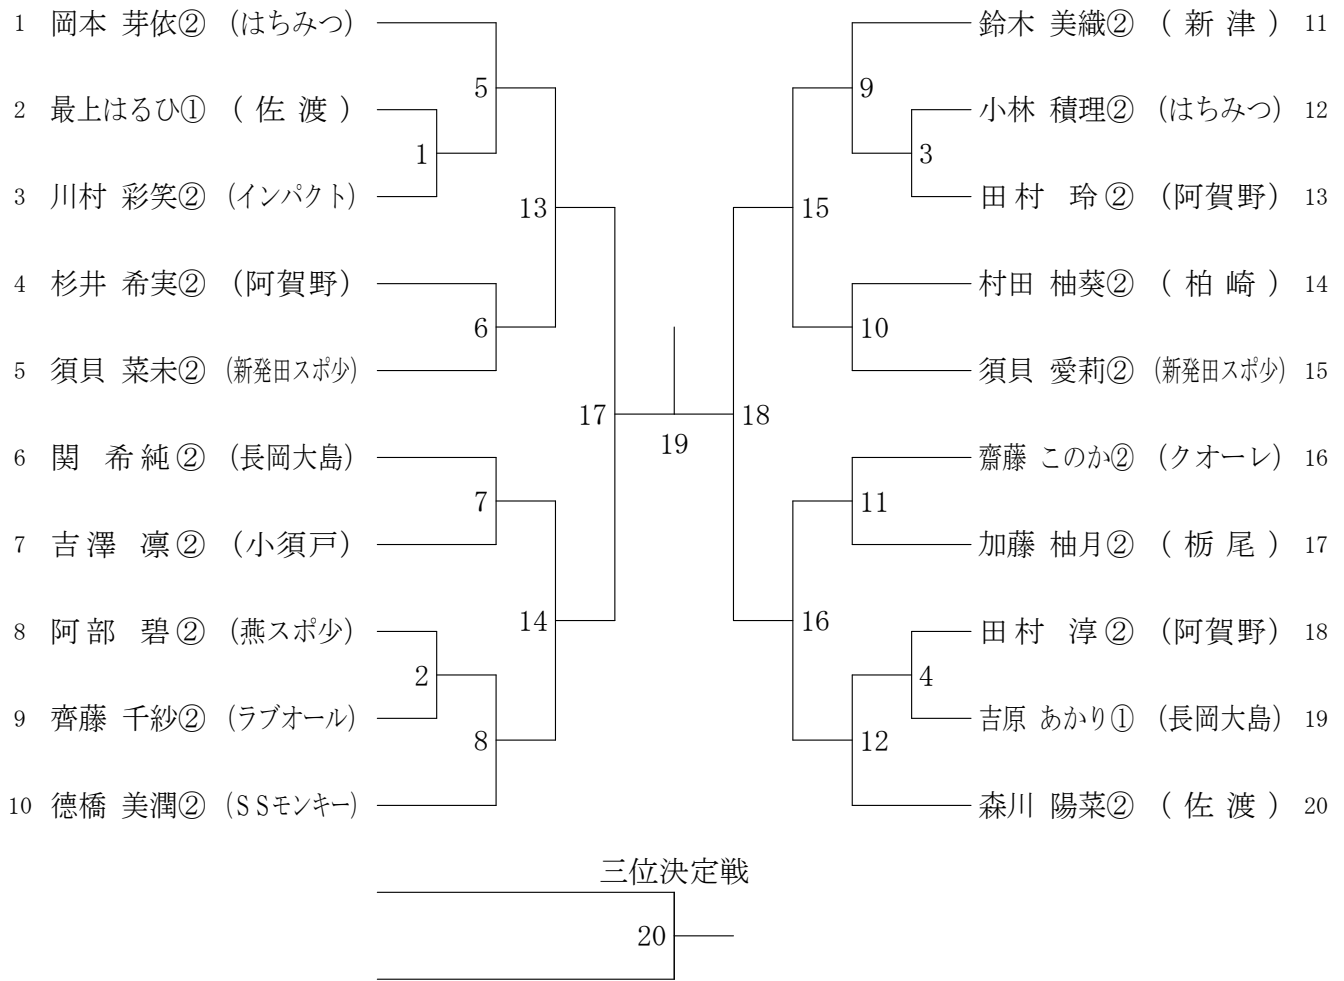 1 岡本 芽依② (はちみつ)
2 最上はるひ① ( 佐 渡 )
3 川村 彩笑② (インパクト)
4 杉井 希実② (阿賀野)
5 須貝 菜未② (新発田スポ少)
6 関 希純② (長岡大島)
7 吉澤 凛② (小須戸)
8 阿部 碧② (燕スポ少)
9 齊藤 千紗② (ラブオール)
10 德橋 美潤② (ＳＳモンキー)
1
2
5
6
7
8
13
14
17
19
18
15
16
9
10
11
12
3
4
鈴木 美織② ( 新 津 ) 11
小林 積理② (はちみつ) 12
田村 玲② (阿賀野) 13
村田 柚葵② ( 柏 崎 ) 14
須貝 愛莉② (新発田スポ少) 15
齋藤 このか② (クオーレ) 16
加藤 柚月② ( 栃 尾 ) 17
田村 淳② (阿賀野) 18
吉原 あかり① (長岡大島) 19
森川 陽菜② ( 佐 渡 ) 20
三位決定戦
20